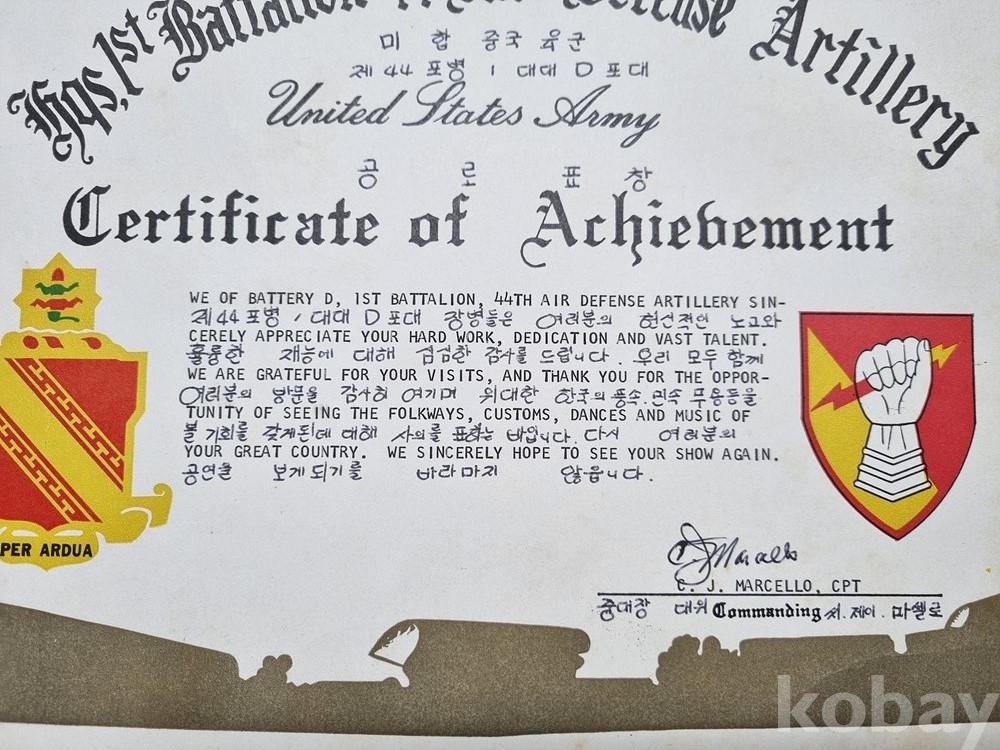 Hqs, 1st Battalion Defense Artillery
미 합 중국 육군
제 44 포병 1 대대 D 포대
United States Army
공 로 표 창
Certificate of Achievement
WE OF BATTERY D, 1ST BATTALION, 44TH AIR DEFENSE ARTILLERY SIN-
제 44 포병 1 대대 D 포대 장병들은 여러분의 헌신적인 노고와
CERELY APPRECIATE YOUR HARD WORK, DEDICATION AND VAST TALENT.
훌륭한 재능에 대해 심심한 감사를 드립니다. 우리 모두 함께
WE ARE GRATEFUL FOR YOUR VISITS, AND THANK YOU FOR THE OPPOR-
여러분의 방문을 감사히 여기며 위대한 한국의 풍속. 민속 무용등을
TUNITY OF SEEING THE FOLKWAYS, CUSTOMS, DANCES AND MUSIC OF
볼 기회를 갖게된데 대해 사의를 표하는 바입니다. 다시 여러분의
YOUR GREAT COUNTRY. WE SINCERELY HOPE TO SEE YOUR SHOW AGAIN.
공연을 보게 되기를 바라마지 않읍니다.
PER ARDUA
C. J. MARCELLO, CPT
중대장 대위 Commanding 씨. 제이. 마셀로
kobay